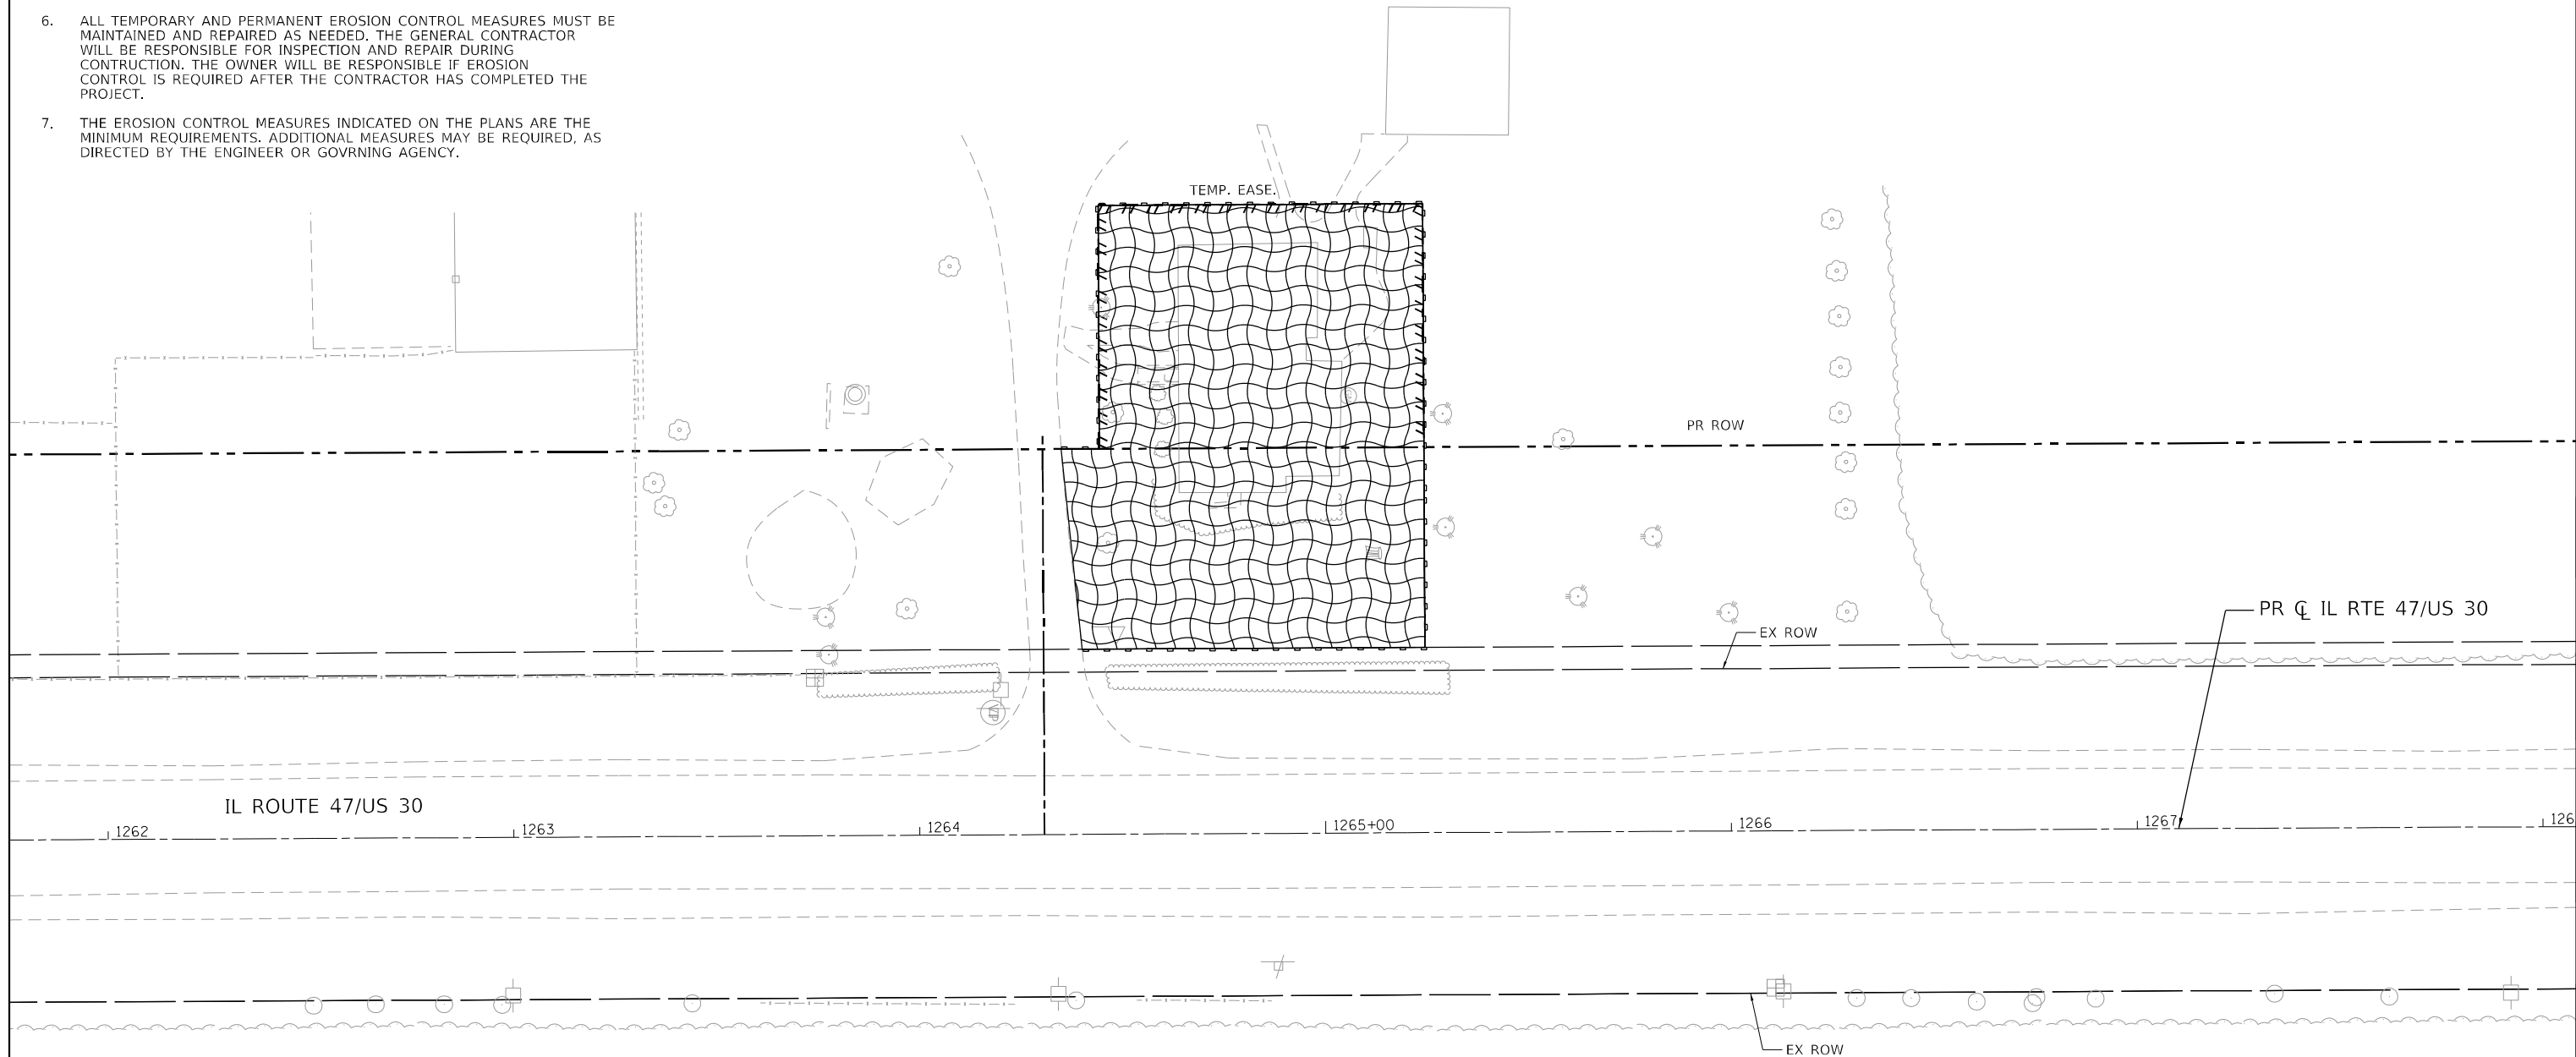 6. ALL TEMPORARY AND PERMANENT EROSION CONTROL MEASURES MUST BE
MAINTAINED AND REPAIRED AS NEEDED. THE GENERAL CONTRACTOR
WILL BE RESPONSIBLE FOR INSPECTION AND REPAIR DURING
CONTRUCTION. THE OWNER WILL BE RESPONSIBLE IF EROSION
CONTROL IS REQUIRED AFTER THE CONTRACTOR HAS COMPLETED THE
PROJECT.
7. THE EROSION CONTROL MEASURES INDICATED ON THE PLANS ARE THE
MINIMUM REQUIREMENTS. ADDITIONAL MEASURES MAY BE REQUIRED, AS
DIRECTED BY THE ENGINEER OR GOVRNING AGENCY.
TEMP. EASE.
PR ROW
PR ℄ IL RTE 47/US 30
EX ROW
IL ROUTE 47/US 30
1262
1263
1264
1265+00
1266
1267
126
EX ROW